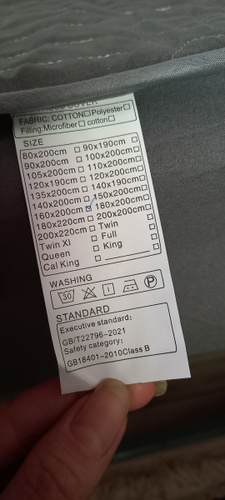 FABRIC: COTTON□Polyester□
Filling:Microfiber□ cotton□
SIZE
80x200cm □ 90x190cm □
90x200cm □ 100x200cm □
105x200cm □ 110x200cm □
120x190cm □ 120x200cm □
135x200cm □ 140x190cm □
140x200cm □ 150x200cm □
160x200cm ☑ 180x200cm □
180x220cm □ 200x200cm □
200x220cm □ Twin □
Twin Xl □ Full □
Queen □ King □
Cal King □
WASHING
30 P
STANDARD
Executive standard:
GB/T22796-2021
Safety category:
GB18401-2010Class B